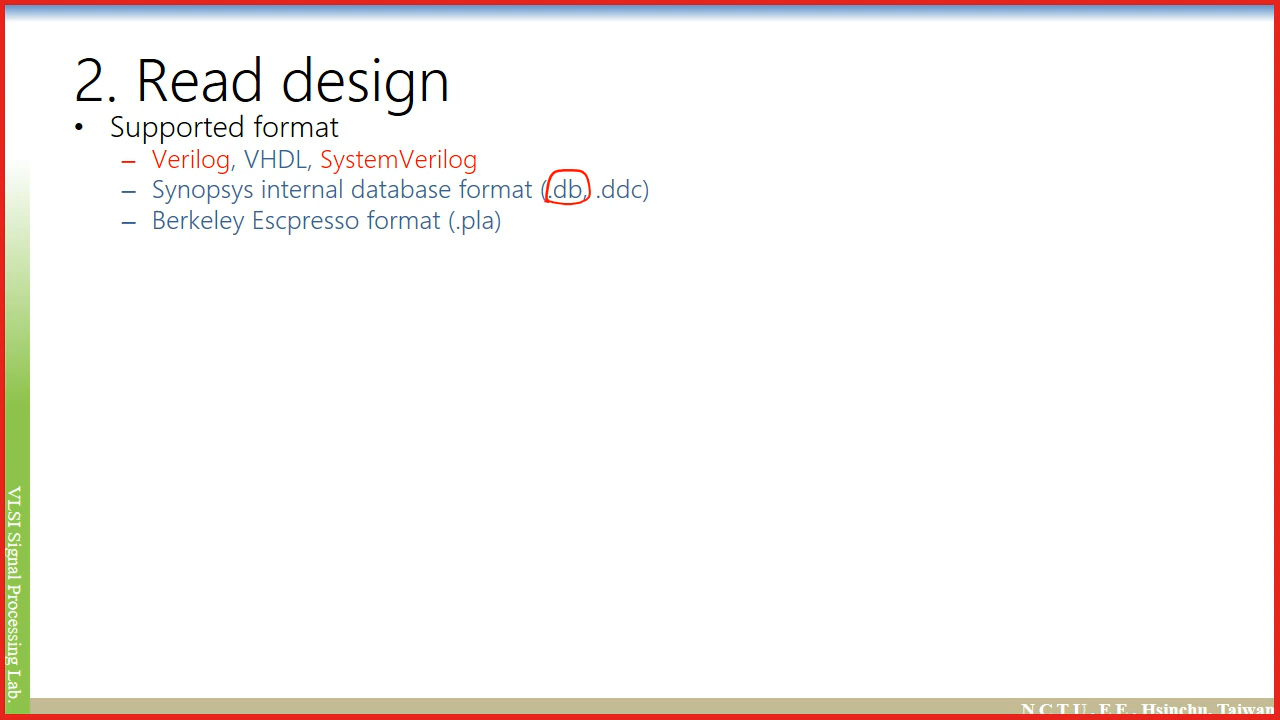 2. Read design
• Supported format
– Verilog, VHDL, SystemVerilog
– Synopsys internal database format (.db, .ddc)
– Berkeley Escpresso format (.pla)
VLSI Signal Processing Lab.
N C T U . E E , Hsinchu, Taiwan